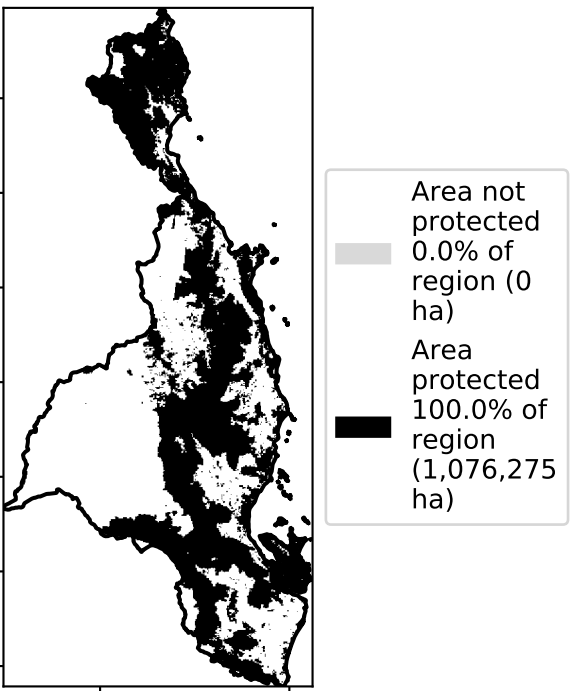 Area not
protected
0.0% of
region (0
ha)
Area
protected
100.0% of
region
(1,076,275
ha)